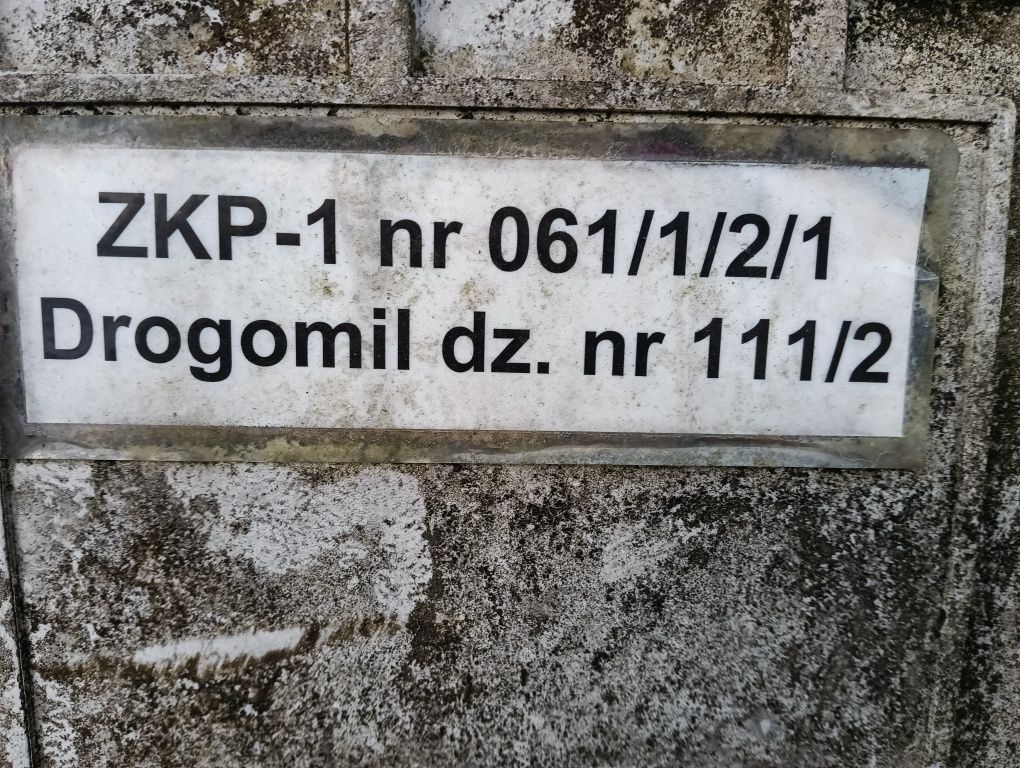 ZKP-1 nr 061/1/2/1
Drogomil dz. nr 111/2